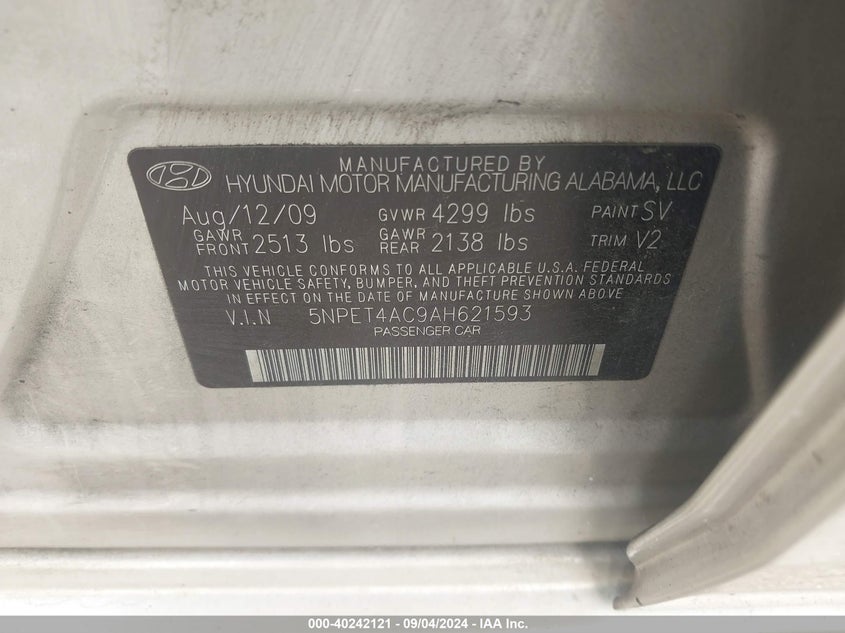 MANUFACTURED BY
HYUNDAI MOTOR MANUFACTURING ALABAMA, LLC
Aug/12/09 GVWR 4299 lbs PAINT SV
GAWR FRONT 2513 lbs GAWR REAR 2138 lbs TRIM V2
THIS VEHICLE CONFORMS TO ALL APPLICABLE U.S.A. FEDERAL
MOTOR VEHICLE SAFETY, BUMPER, AND THEFT PREVENTION STANDARDS
IN EFFECT ON THE DATE OF MANUFACTURE SHOWN ABOVE
V.I.N 5NPET4AC9AH621593
PASSENGER CAR
000-40242121 - 09/04/2024 - IAA Inc.